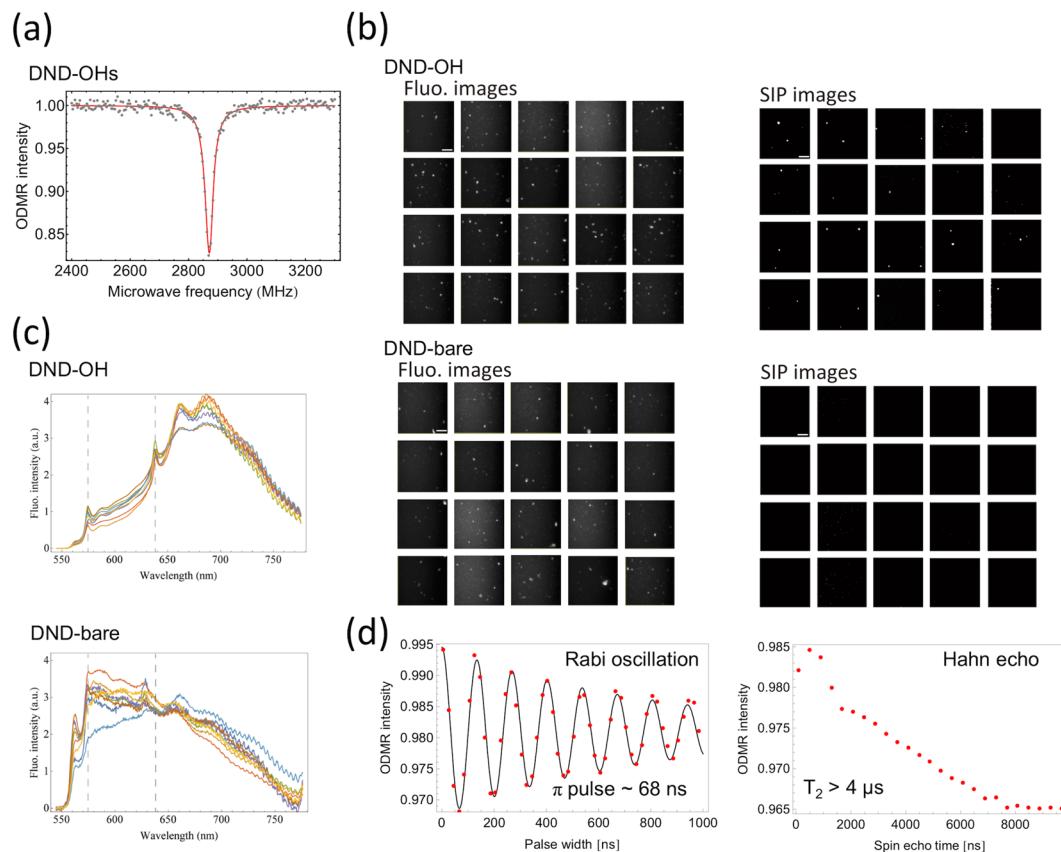 (a)
DND-OHs
ODMR intensity
1.00
0.95
0.90
0.85
2400 2600 2800 3000 3200
Microwave frequency (MHz)
(b)
DND-OH
Fluo. images
SIP images
DND-bare
Fluo. images
SIP images
(c)
DND-OH
Fluo. intensity (a.u.)
4
3
2
1
0
550 600 650 700 750
Wavelength (nm)
DND-bare
Fluo. intensity (a.u.)
4
3
2
1
0
550 600 650 700 750
Wavelength (nm)
(d)
Rabi oscillation
ODMR intensity
0.995
0.990
0.985
0.980
0.975
0.970
π pulse ~ 68 ns
0 200 400 600 800 1000
Palse width [ns]
Hahn echo
ODMR intensity
0.985
0.980
0.975
0.970
0.965
T2 > 4 μs
0 2000 4000 6000 8000
Spin echo time [ns]